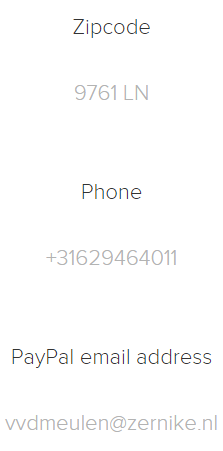 Zipcode
9761 LN
Phone
+31629464011
PayPal email address
vvdmeulen@zernike.nl